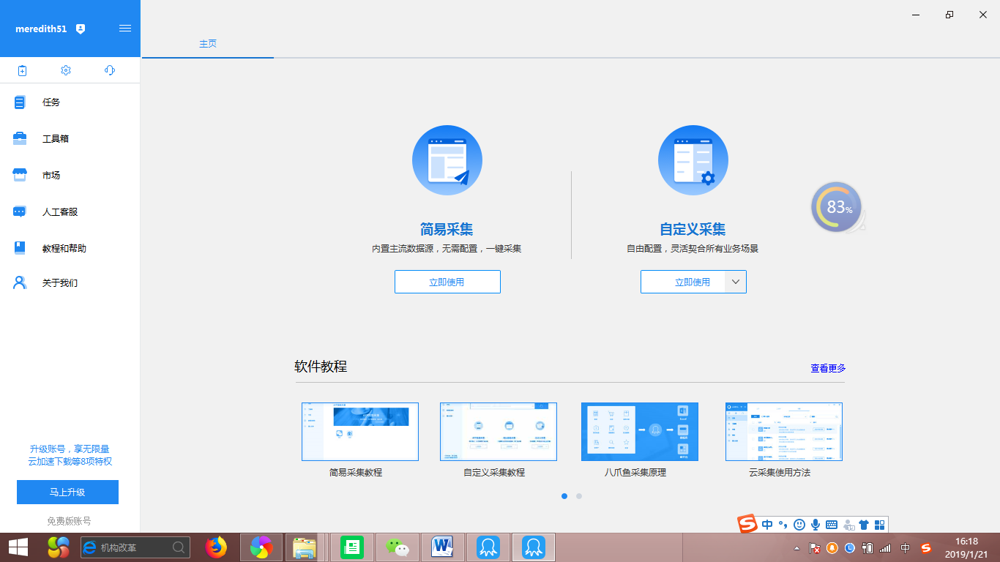 meredith51
主页
任务
工具箱
市场
人工客服
教程和帮助
关于我们
简易采集
内置主流数据源，无需配置，一键采集
立即使用
自定义采集
自由配置，灵活契合所有业务场景
立即使用
83%
软件教程
查看更多
简易采集教程
自定义采集教程
八爪鱼采集原理
云采集使用方法
升级账号，享无限量
云加速下载等8项特权
马上升级
免费版账号
中
机构改革
中
16:18
2019/1/21